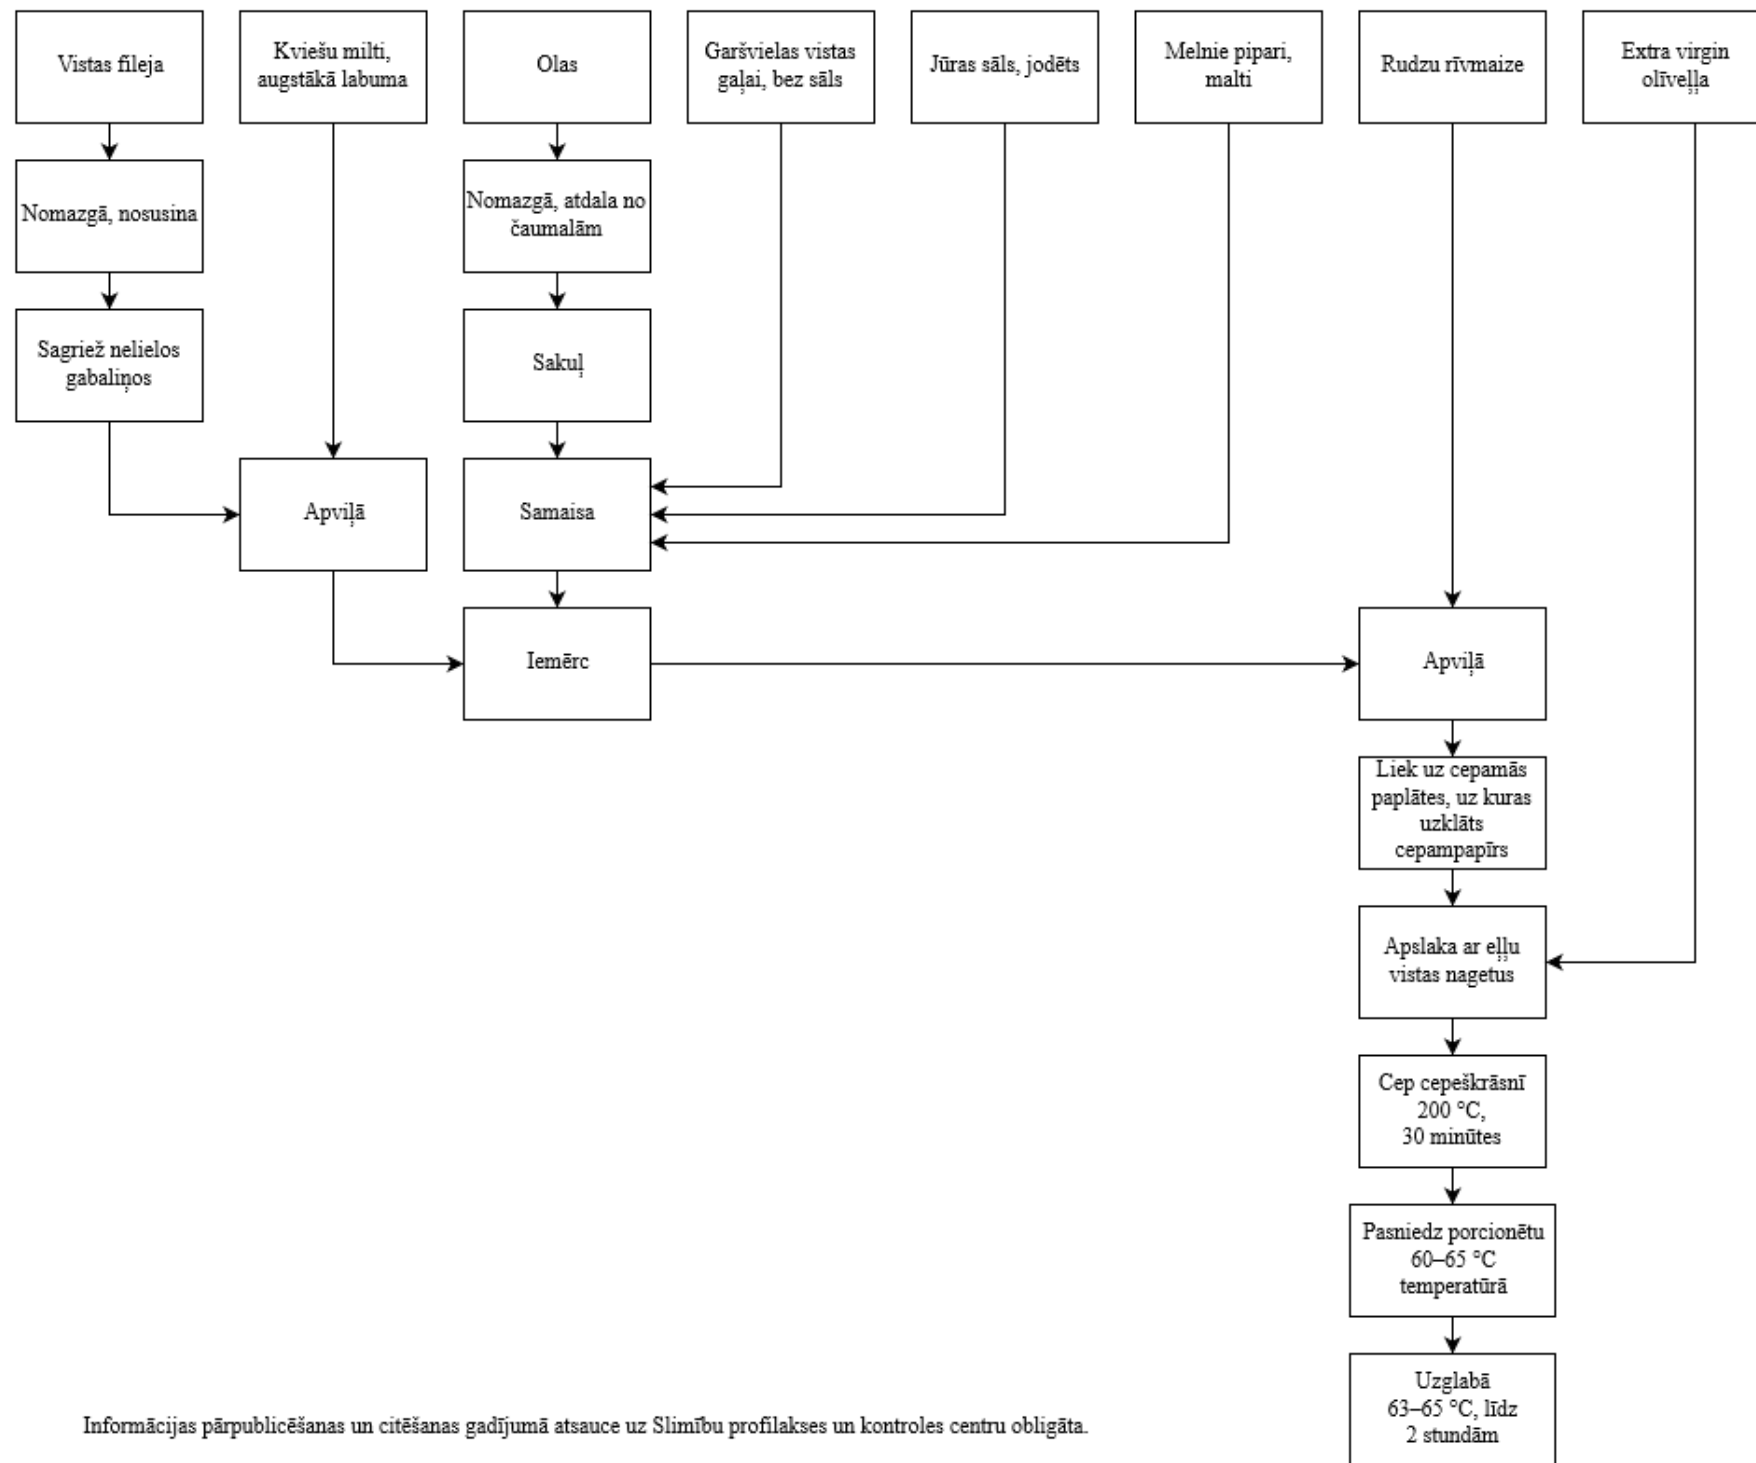 Vistas fileja
Kviešu milti,
augstākā labuma
Olas
Garšvielas vistas
gaļai, bez sāls
Jūras sāls, jodēts
Melnie pipari,
malti
Rudzu rīvmaize
Extra virgin
olīveļļa
Nomazgā, nosusina
Nomazgā, atdala no
čaumalām
Sagriež nelielos
gabaliņos
Sakuļ
Apviļā
Samaisa
Iemērc
Apviļā
Liek uz cepamās
paplātes, uz kuras
uzklāts
cepampapīrs
Apslaka ar eļļu
vistas nagetus
Cep cepeškrāsnī
200 °C,
30 minūtes
Pasniedz porcionētu
60–65 °C
temperatūrā
Uzglabā
63–65 °C, līdz
2 stundām
Informācijas pārpublicēšanas un citēšanas gadījumā atsauce uz Slimību profilakses un kontroles centru obligāta.